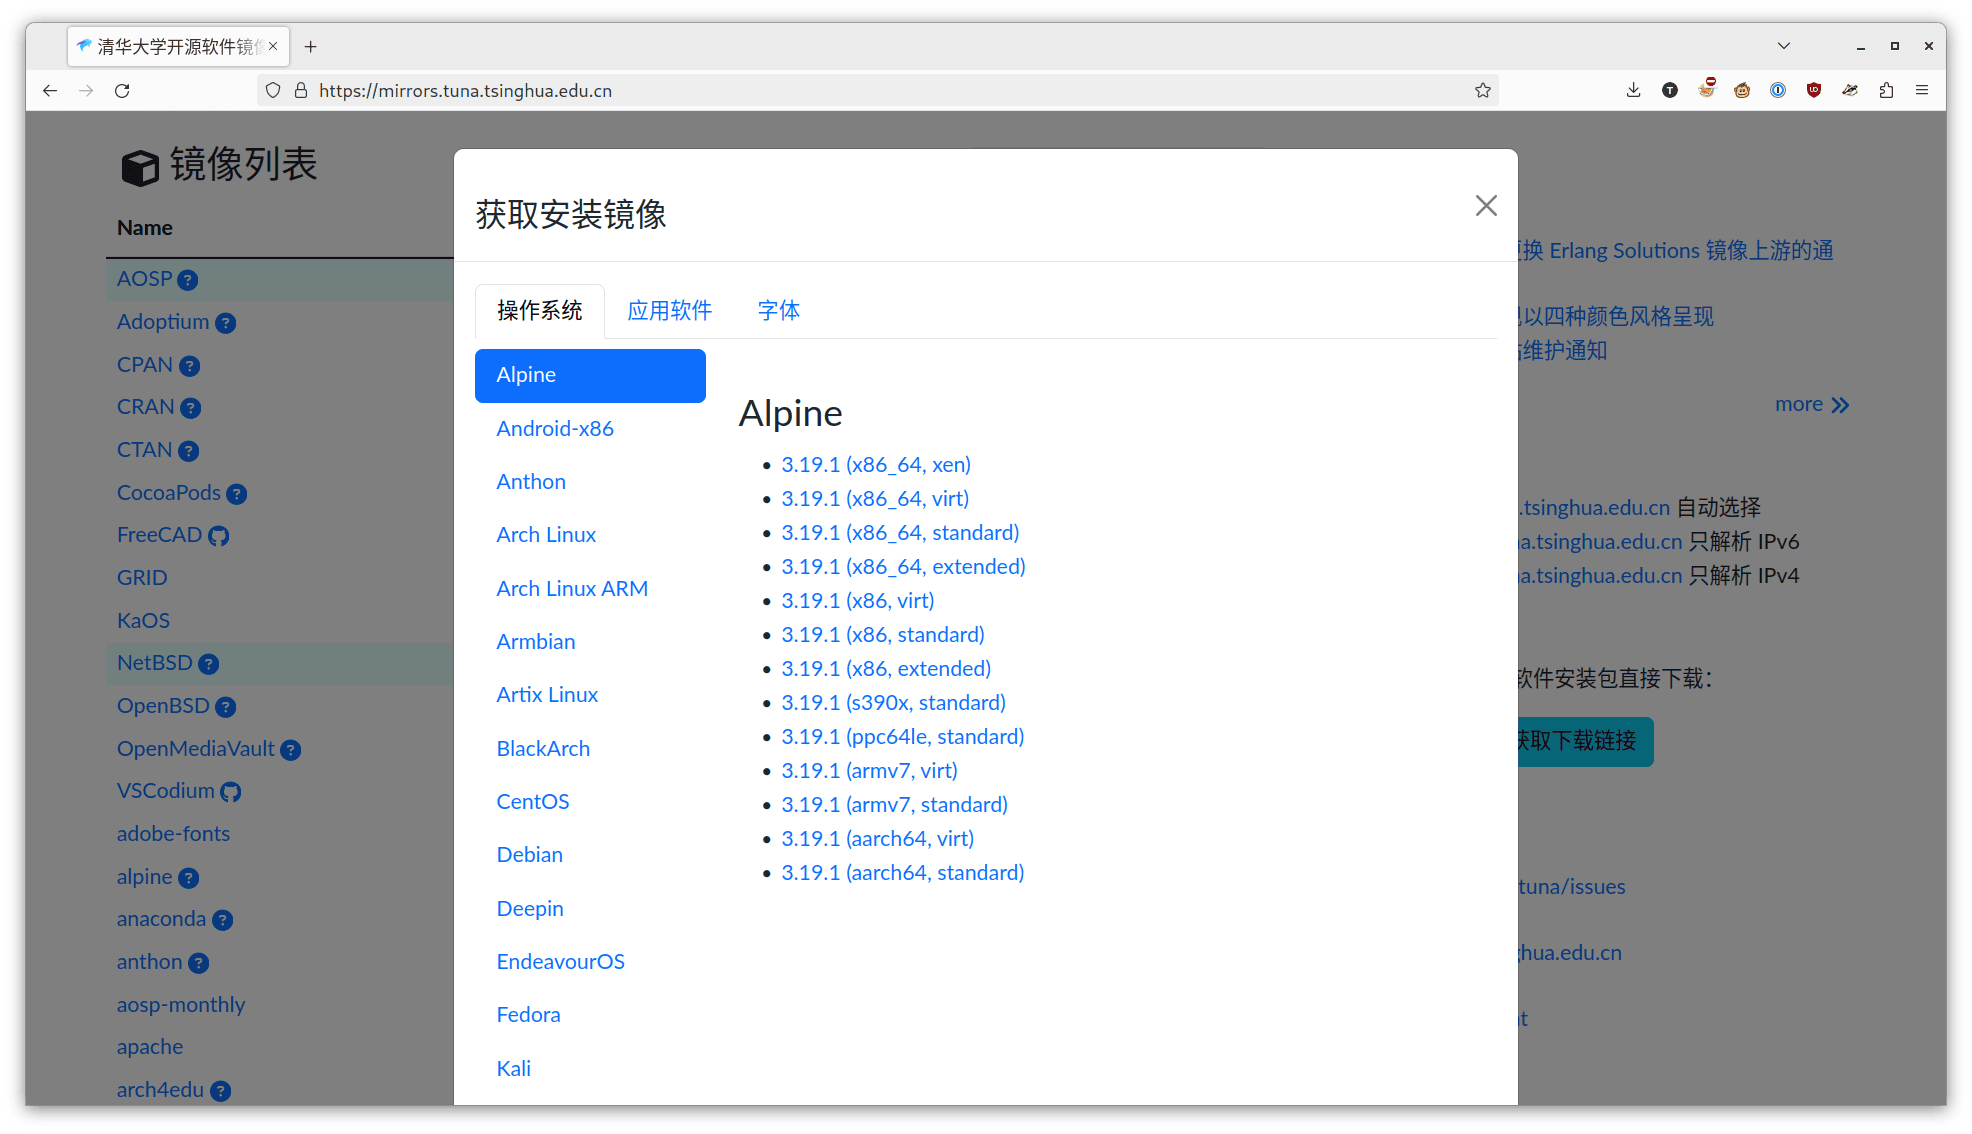 清华大学开源软件镜像
https://mirrors.tuna.tsinghua.edu.cn
镜像列表
Name
AOSP
Adoptium
CPAN
CRAN
CTAN
CocoaPods
FreeCAD
GRID
KaOS
NetBSD
OpenBSD
OpenMediaVault
VSCodium
adobe-fonts
alpine
anaconda
anthon
aosp-monthly
apache
arch4edu
获取安装镜像
操作系统 应用软件 字体
Alpine
Android-x86
Anthon
Arch Linux
Arch Linux ARM
Armbian
Artix Linux
BlackArch
CentOS
Debian
Deepin
EndeavourOS
Fedora
Kali
Alpine
3.19.1 (x86_64, xen)
3.19.1 (x86_64, virt)
3.19.1 (x86_64, standard)
3.19.1 (x86_64, extended)
3.19.1 (x86, virt)
3.19.1 (x86, standard)
3.19.1 (x86, extended)
3.19.1 (s390x, standard)
3.19.1 (ppc64le, standard)
3.19.1 (armv7, virt)
3.19.1 (armv7, standard)
3.19.1 (aarch64, virt)
3.19.1 (aarch64, standard)
换 Erlang Solutions 镜像上游的通
以四种颜色风格呈现
维护通知
more
.tsinghua.edu.cn 自动选择
a.tsinghua.edu.cn 只解析 IPv6
a.tsinghua.edu.cn 只解析 IPv4
软件安装包直接下载：
获取下载链接
tuna/issues
hua.edu.cn